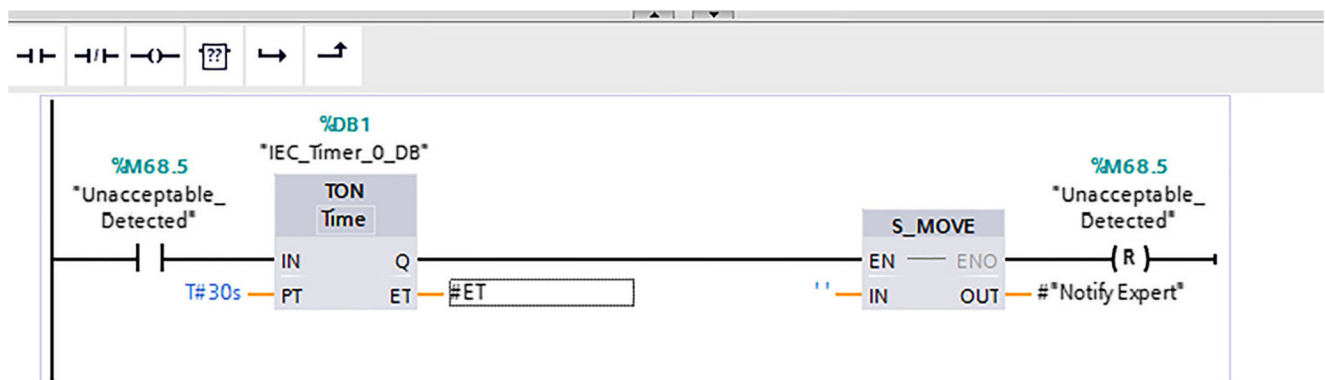 ??
%DB1
"IEC_Timer_0_DB"
%M68.5
"Unacceptable_
Detected"
TON
Time
IN
Q
T#30s
PT
ET
#ET
S_MOVE
EN
ENO
''
IN
OUT
#"Notify Expert"
%M68.5
"Unacceptable_
Detected"
R